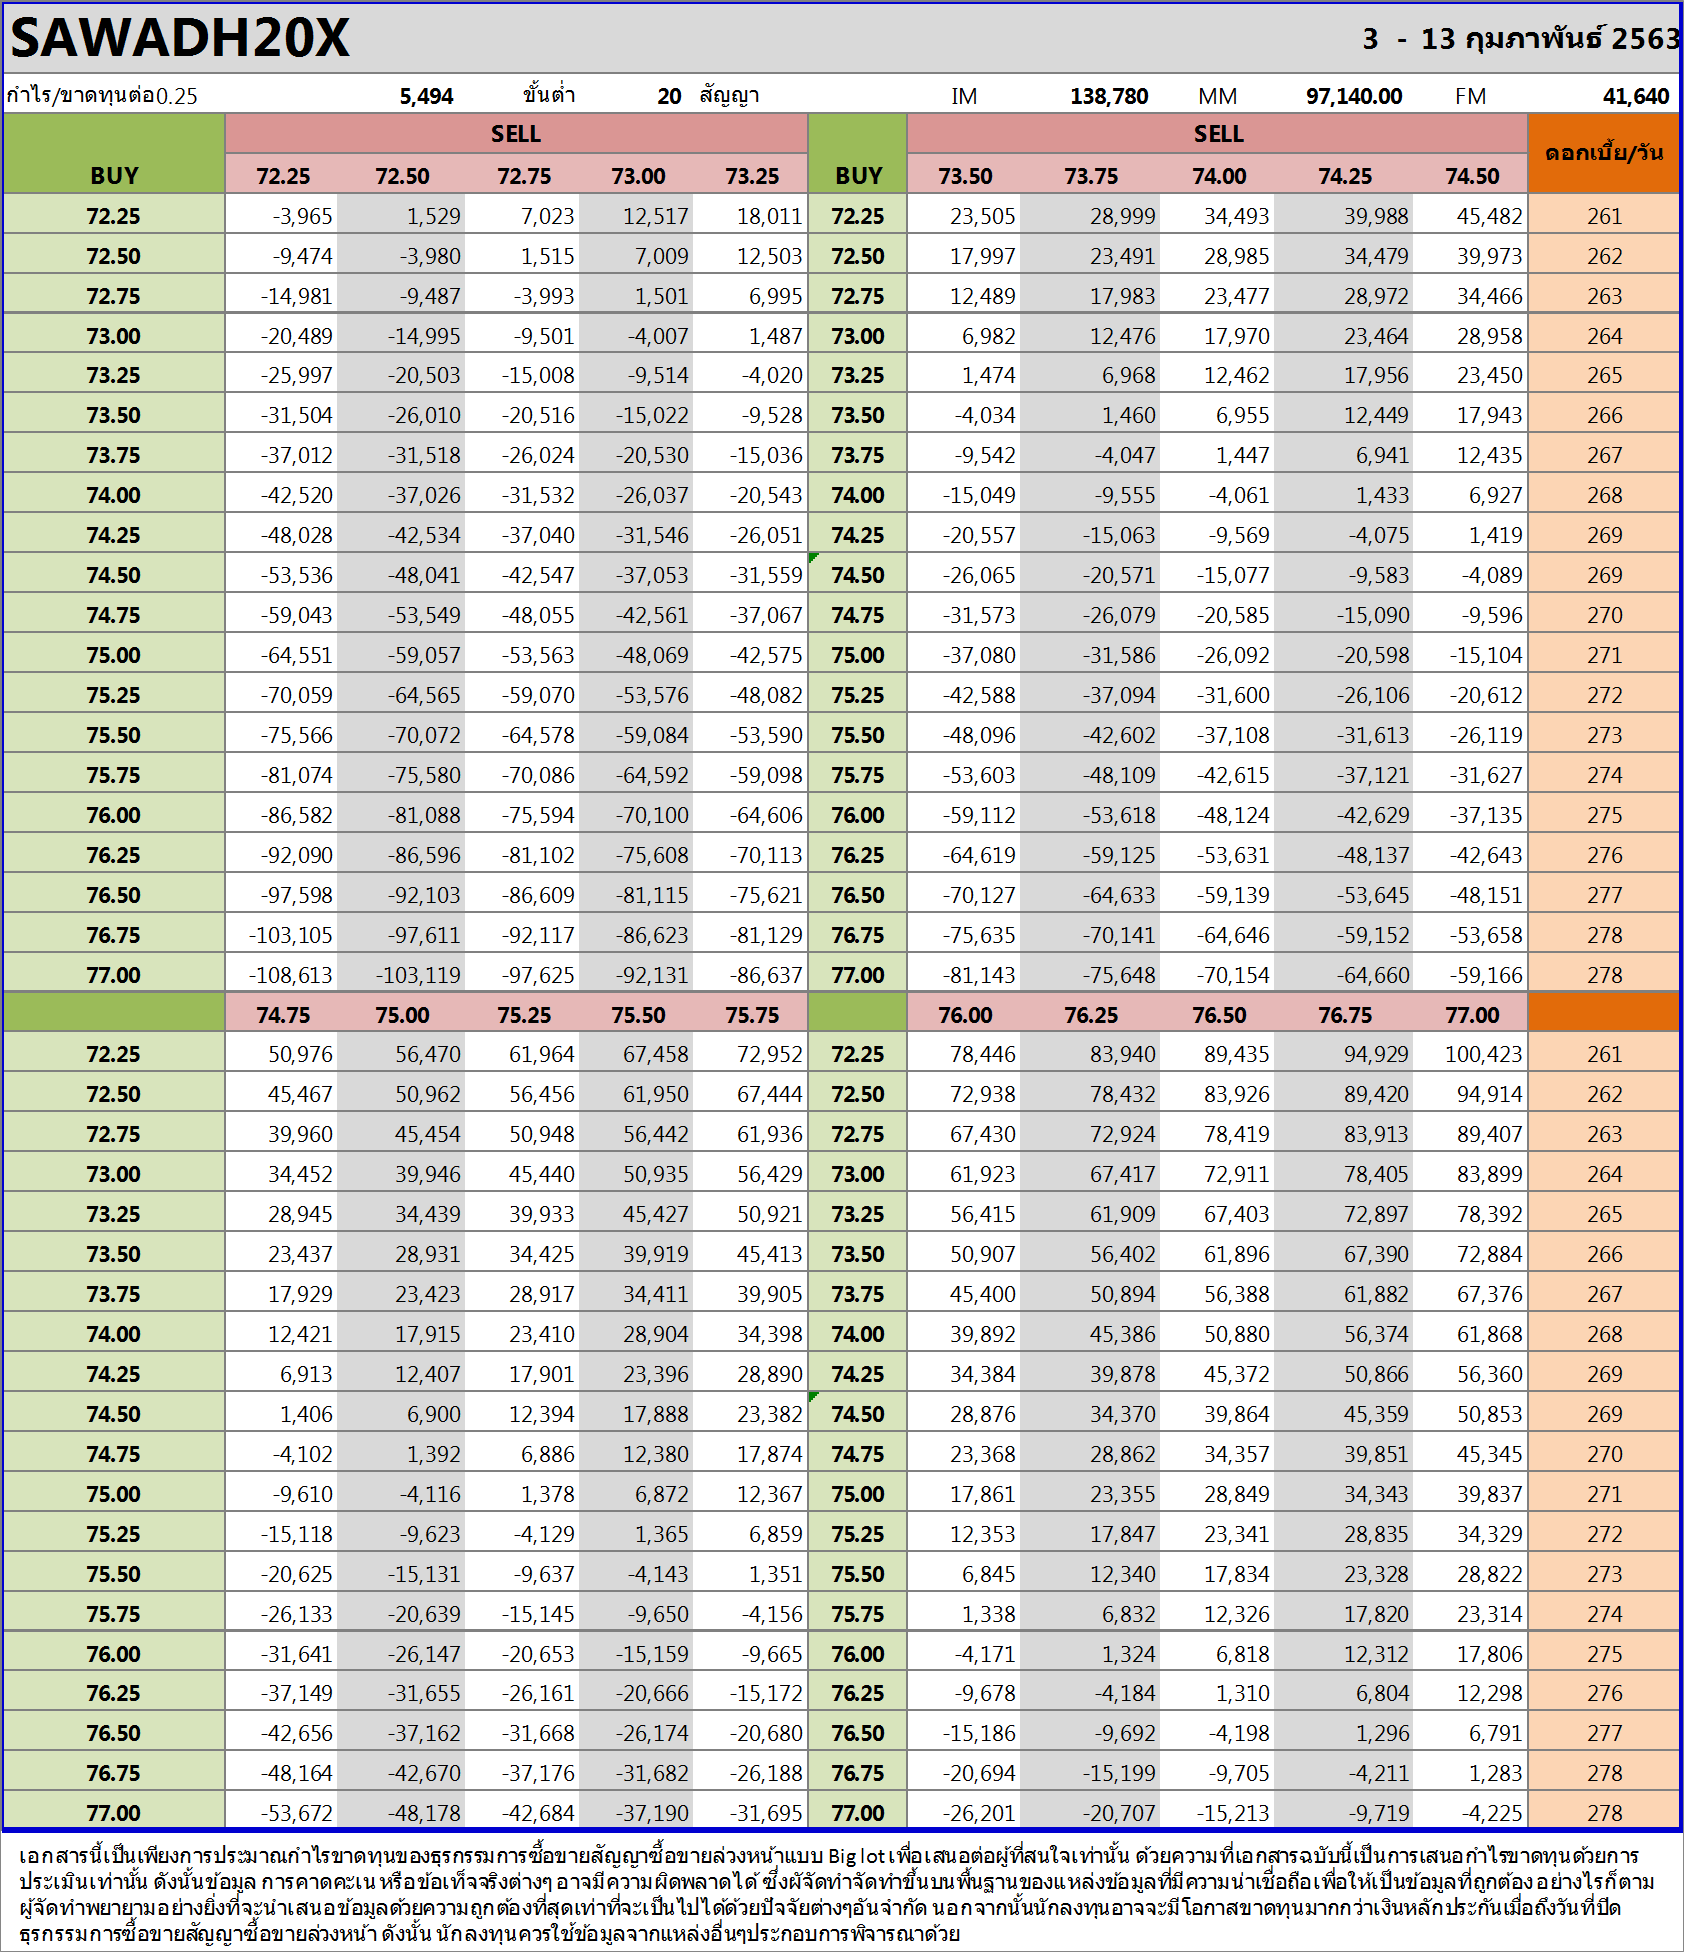 SAWADH20X 3 - 13 กุมภาพันธ์ 2563
กำไร/ขาดทุนต่อ0.25 5,494 ขั้นต่ำ 20 สัญญา IM 138,780 MM 97,140.00 FM 41,640
SELL SELL
BUY 72.25 72.50 72.75 73.00 73.25 BUY 73.50 73.75 74.00 74.25 74.50 ดอกเบี้ย/วัน
72.25 -3,965 1,529 7,023 12,517 18,011 72.25 23,505 28,999 34,493 39,988 45,482 261
72.50 -9,474 -3,980 1,515 7,009 12,503 72.50 17,997 23,491 28,985 34,479 39,973 262
72.75 -14,981 -9,487 -3,993 1,501 6,995 72.75 12,489 17,983 23,477 28,972 34,466 263
73.00 -20,489 -14,995 -9,501 -4,007 1,487 73.00 6,982 12,476 17,970 23,464 28,958 264
73.25 -25,997 -20,503 -15,008 -9,514 -4,020 73.25 1,474 6,968 12,462 17,956 23,450 265
73.50 -31,504 -26,010 -20,516 -15,022 -9,528 73.50 -4,034 1,460 6,955 12,449 17,943 266
73.75 -37,012 -31,518 -26,024 -20,530 -15,036 73.75 -9,542 -4,047 1,447 6,941 12,435 267
74.00 -42,520 -37,026 -31,532 -26,037 -20,543 74.00 -15,049 -9,555 -4,061 1,433 6,927 268
74.25 -48,028 -42,534 -37,040 -31,546 -26,051 74.25 -20,557 -15,063 -9,569 -4,075 1,419 269
74.50 -53,536 -48,041 -42,547 -37,053 -31,559 74.50 -26,065 -20,571 -15,077 -9,583 -4,089 269
74.75 -59,043 -53,549 -48,055 -42,561 -37,067 74.75 -31,573 -26,079 -20,585 -15,090 -9,596 270
75.00 -64,551 -59,057 -53,563 -48,069 -42,575 75.00 -37,080 -31,586 -26,092 -20,598 -15,104 271
75.25 -70,059 -64,565 -59,070 -53,576 -48,082 75.25 -42,588 -37,094 -31,600 -26,106 -20,612 272
75.50 -75,566 -70,072 -64,578 -59,084 -53,590 75.50 -48,096 -42,602 -37,108 -31,613 -26,119 273
75.75 -81,074 -75,580 -70,086 -64,592 -59,098 75.75 -53,603 -48,109 -42,615 -37,121 -31,627 274
76.00 -86,582 -81,088 -75,594 -70,100 -64,606 76.00 -59,112 -53,618 -48,124 -42,629 -37,135 275
76.25 -92,090 -86,596 -81,102 -75,608 -70,113 76.25 -64,619 -59,125 -53,631 -48,137 -42,643 276
76.50 -97,598 -92,103 -86,609 -81,115 -75,621 76.50 -70,127 -64,633 -59,139 -53,645 -48,151 277
76.75 -103,105 -97,611 -92,117 -86,623 -81,129 76.75 -75,635 -70,141 -64,646 -59,152 -53,658 278
77.00 -108,613 -103,119 -97,625 -92,131 -86,637 77.00 -81,143 -75,648 -70,154 -64,660 -59,166 278
74.75 75.00 75.25 75.50 75.75 76.00 76.25 76.50 76.75 77.00
72.25 50,976 56,470 61,964 67,458 72,952 72.25 78,446 83,940 89,435 94,929 100,423 261
72.50 45,467 50,962 56,456 61,950 67,444 72.50 72,938 78,432 83,926 89,420 94,914 262
72.75 39,960 45,454 50,948 56,442 61,936 72.75 67,430 72,924 78,419 83,913 89,407 263
73.00 34,452 39,946 45,440 50,935 56,429 73.00 61,923 67,417 72,911 78,405 83,899 264
73.25 28,945 34,439 39,933 45,427 50,921 73.25 56,415 61,909 67,403 72,897 78,392 265
73.50 23,437 28,931 34,425 39,919 45,413 73.50 50,907 56,402 61,896 67,390 72,884 266
73.75 17,929 23,423 28,917 34,411 39,905 73.75 45,400 50,894 56,388 61,882 67,376 267
74.00 12,421 17,915 23,410 28,904 34,398 74.00 39,892 45,386 50,880 56,374 61,868 268
74.25 6,913 12,407 17,901 23,396 28,890 74.25 34,384 39,878 45,372 50,866 56,360 269
74.50 1,406 6,900 12,394 17,888 23,382 74.50 28,876 34,370 39,864 45,359 50,853 269
74.75 -4,102 1,392 6,886 12,380 17,874 74.75 23,368 28,862 34,357 39,851 45,345 270
75.00 -9,610 -4,116 1,378 6,872 12,367 75.00 17,861 23,355 28,849 34,343 39,837 271
75.25 -15,118 -9,623 -4,129 1,365 6,859 75.25 12,353 17,847 23,341 28,835 34,329 272
75.50 -20,625 -15,131 -9,637 -4,143 1,351 75.50 6,845 12,340 17,834 23,328 28,822 273
75.75 -26,133 -20,639 -15,145 -9,650 -4,156 75.75 1,338 6,832 12,326 17,820 23,314 274
76.00 -31,641 -26,147 -20,653 -15,159 -9,665 76.00 -4,171 1,324 6,818 12,312 17,806 275
76.25 -37,149 -31,655 -26,161 -20,666 -15,172 76.25 -9,678 -4,184 1,310 6,804 12,298 276
76.50 -42,656 -37,162 -31,668 -26,174 -20,680 76.50 -15,186 -9,692 -4,198 1,296 6,791 277
76.75 -48,164 -42,670 -37,176 -31,682 -26,188 76.75 -20,694 -15,199 -9,705 -4,211 1,283 278
77.00 -53,672 -48,178 -42,684 -37,190 -31,695 77.00 -26,201 -20,707 -15,213 -9,719 -4,225 278
เอกสารนี้เป็นเพียงการประมาณกำไรขาดทุนของธุรกรรมการซื้อขายสัญญาซื้อขายล่วงหน้าแบบ Big lot เพื่อเสนอต่อผู้ที่สนใจเท่านั้น ด้วยความที่เอกสารฉบับนี้เป็นการเสนอกำไรขาดทุนด้วยการ
ประเมินเท่านั้น ดังนั้นข้อมูล การคาดคะเน หรือข้อเท็จจริงต่างๆ อาจมีความผิดพลาดได้ ซึ่งผู้จัดทำจัดทำขึ้นบนพื้นฐานของแหล่งข้อมูลที่มีความน่าเชื่อถือเพื่อให้เป็นข้อมูลที่ถูกต้อง อย่างไรก็ตาม
ผู้จัดทำพยายามอย่างยิ่งที่จะนำเสนอข้อมูลด้วยความถูกต้องที่สุดเท่าที่จะเป็นไปได้ด้วยปัจจัยต่างๆอันจำกัด นอกจากนั้นนักลงทุนอาจจะมีโอกาสขาดทุนมากกว่าเงินหลักประกันเมื่อถึงวันที่ปิด
ธุรกรรมการซื้อขายสัญญาซื้อขายล่วงหน้า ดังนั้น นักลงทุนควรใช้ข้อมูลจากแหล่งอื่นๆประกอบการพิจารณาด้วย